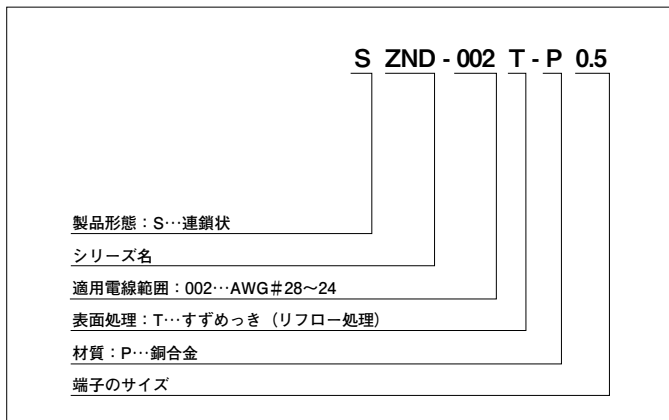 S ZND - 002 T - P 0.5
製品形態：S…連鎖状
シリーズ名
適用電線範囲：002…AWG＃28〜24
表面処理：T…すずめっき（リフロー処理）
材質：P…銅合金
端子のサイズ